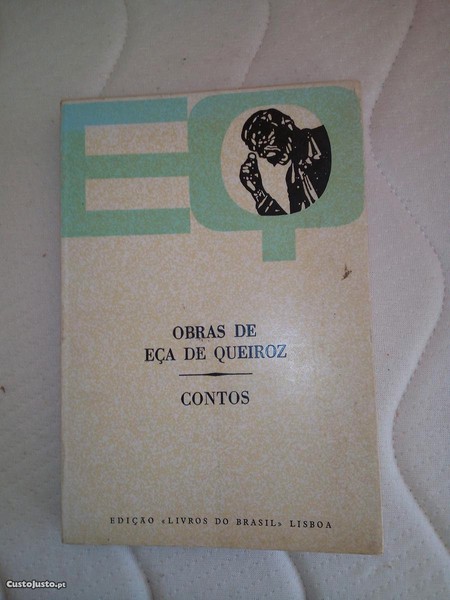 EQ
OBRAS DE
EÇA DE QUEIROZ
CONTOS
EDIÇÃO «LIVROS DO BRASIL» LISBOA
CustoJusto.pt